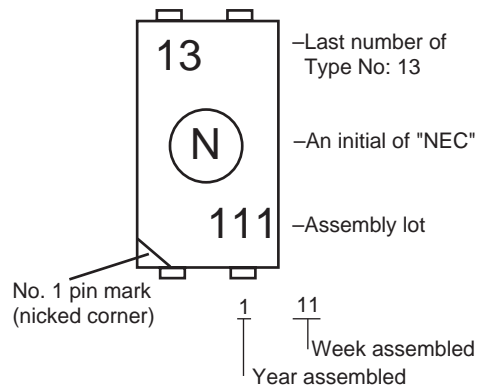 13
–Last number of
Type No: 13
N
–An initial of "NEC"
111
–Assembly lot
No. 1 pin mark
(nicked corner)
1 11
Week assembled
Year assembled